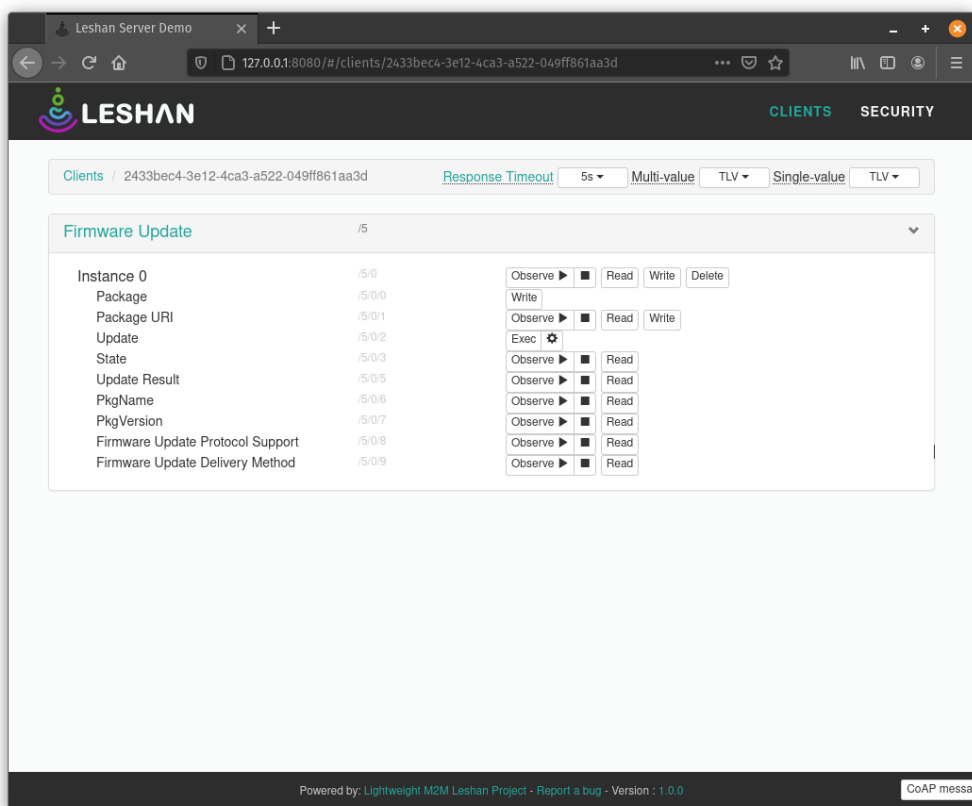 Leshan Server Demo
127.0.0.1:8080/#/clients/2433bec4-3e12-4ca3-a522-049ff861aa3d
LESHAN CLIENTS SECURITY
Clients / 2433bec4-3e12-4ca3-a522-049ff861aa3d Response Timeout 5s Multi-value TLV Single-value TLV
Firmware Update /5
Instance 0 /5/0 Observe Read Write Delete
Package /5/0/0 Write
Package URI /5/0/1 Observe Read Write
Update /5/0/2 Exec
State /5/0/3 Observe Read
Update Result /5/0/5 Observe Read
PkgName /5/0/6 Observe Read
PkgVersion /5/0/7 Observe Read
Firmware Update Protocol Support /5/0/8 Observe Read
Firmware Update Delivery Method /5/0/9 Observe Read
Powered by: Lightweight M2M Leshan Project - Report a bug - Version : 1.0.0
CoAP messa